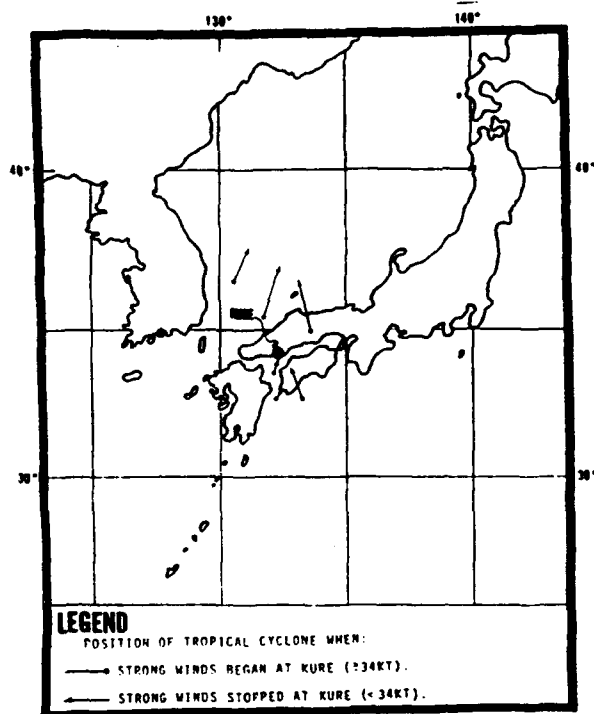 130° 140°
40° 40°
KURE
30° 30°
LEGEND
POSITION OF TROPICAL CYCLONE WHEN:
STRONG WINDS BEGAN AT KURE (≥34KT).
STRONG WINDS STOPPED AT KURE (<34KT).